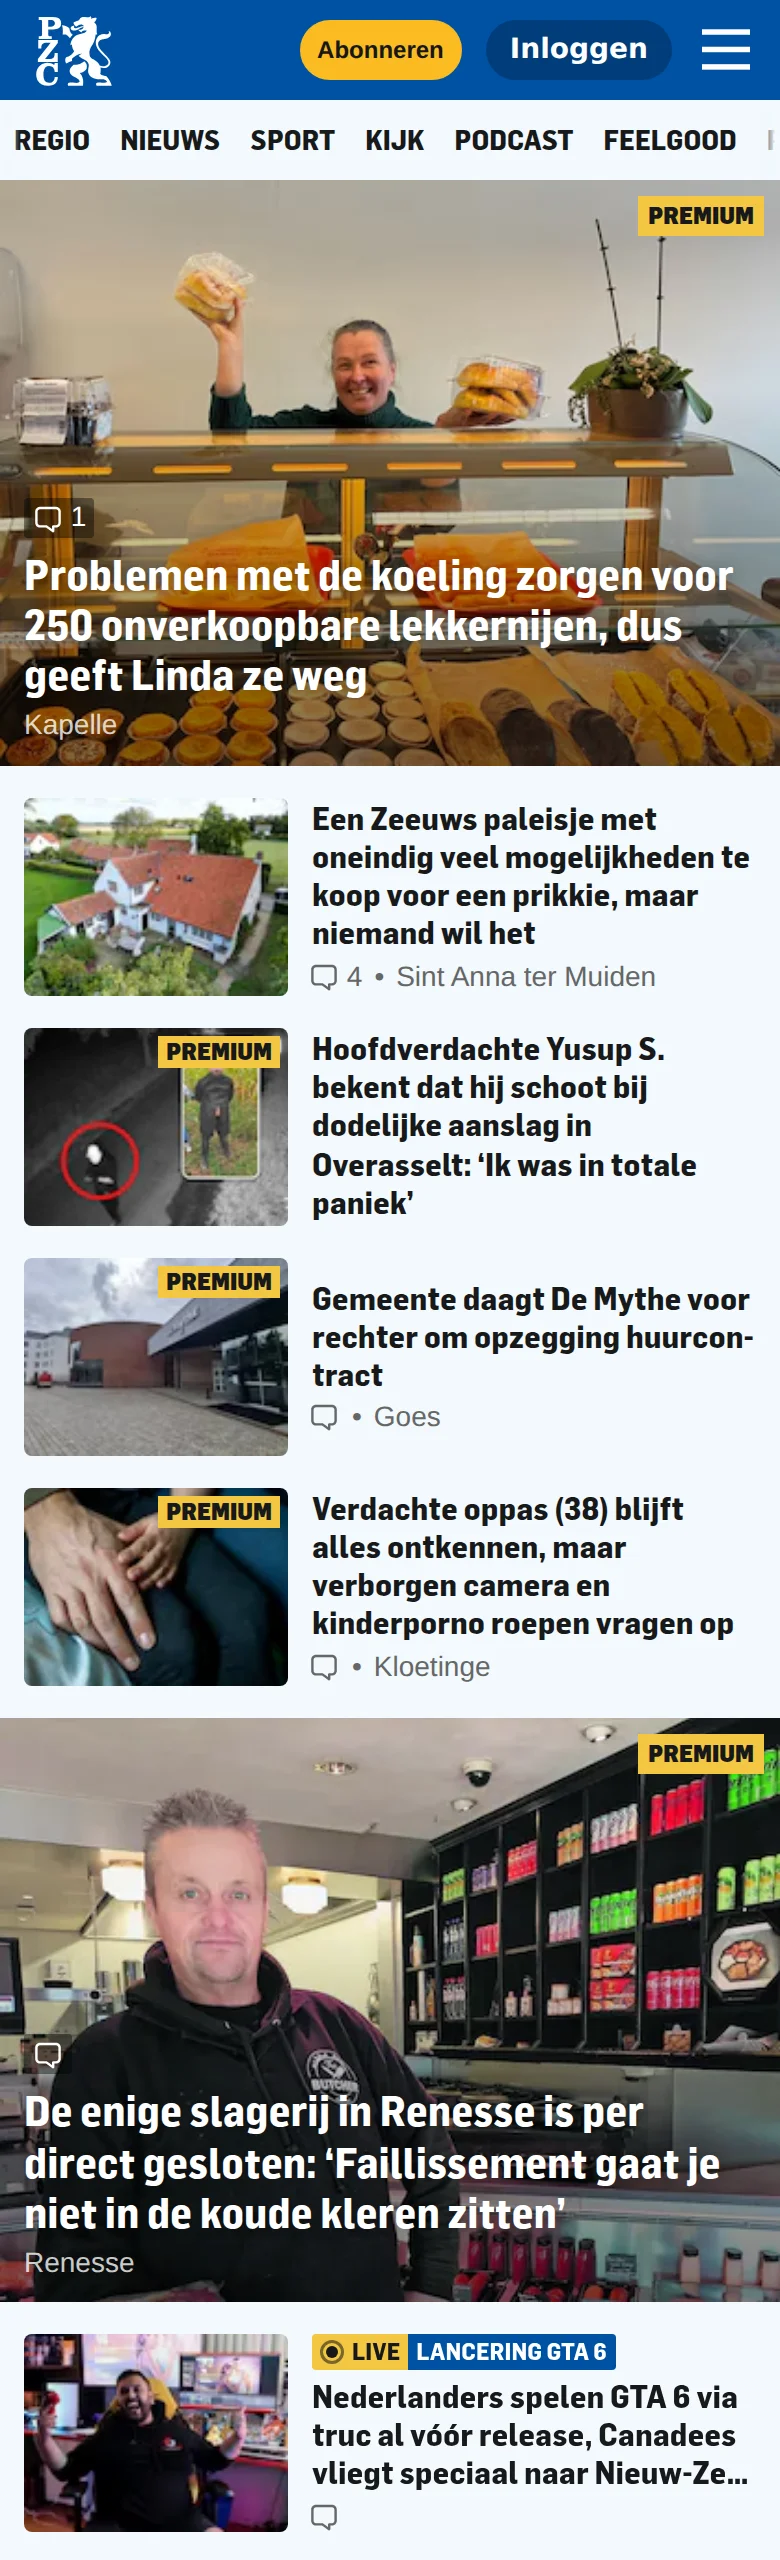 PZC
Abonneren
Inloggen
REGIO NIEUWS SPORT KIJK PODCAST FEELGOOD
PREMIUM
1
Problemen met de koeling zorgen voor
250 onverkoopbare lekkernijen, dus
geeft Linda ze weg
Kapelle
Een Zeeuws paleisje met
oneindig veel mogelijkheden te
koop voor een prikkie, maar
niemand wil het
4 • Sint Anna ter Muiden
PREMIUM
Hoofdverdachte Yusup S.
bekent dat hij schoot bij
dodelijke aanslag in
Overasselt: ‘Ik was in totale
paniek’
PREMIUM
Gemeente daagt De Mythe voor
rechter om opzegging huurcon-
tract
• Goes
PREMIUM
Verdachte oppas (38) blijft
alles ontkennen, maar
verborgen camera en
kinderporno roepen vragen op
• Kloetinge
PREMIUM
BUTCHER
De enige slagerij in Renesse is per
direct gesloten: ‘Faillissement gaat je
niet in de koude kleren zitten’
Renesse
LIVE LANCERING GTA 6
Nederlanders spelen GTA 6 via
truc al vóór release, Canadees
vliegt speciaal naar Nieuw-Ze...